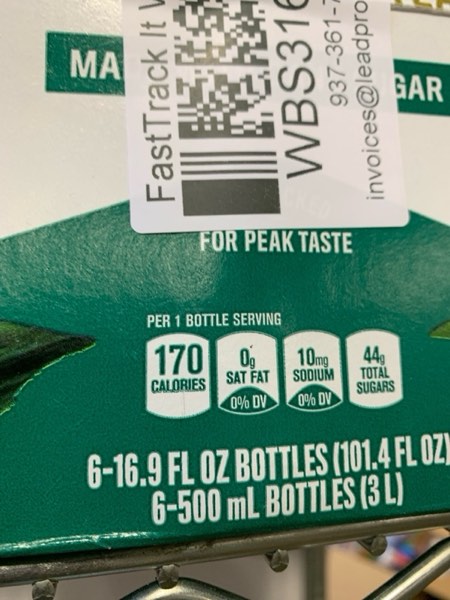 MA
GAR
FastTrack It
WBS316
937-361-
invoices@leadpro
FOR PEAK TASTE
PER 1 BOTTLE SERVING
170 CALORIES
0g SAT FAT 0% DV
10mg SODIUM 0% DV
44g TOTAL SUGARS
6-16.9 FL OZ BOTTLES (101.4 FL OZ)
6-500 mL BOTTLES (3 L)